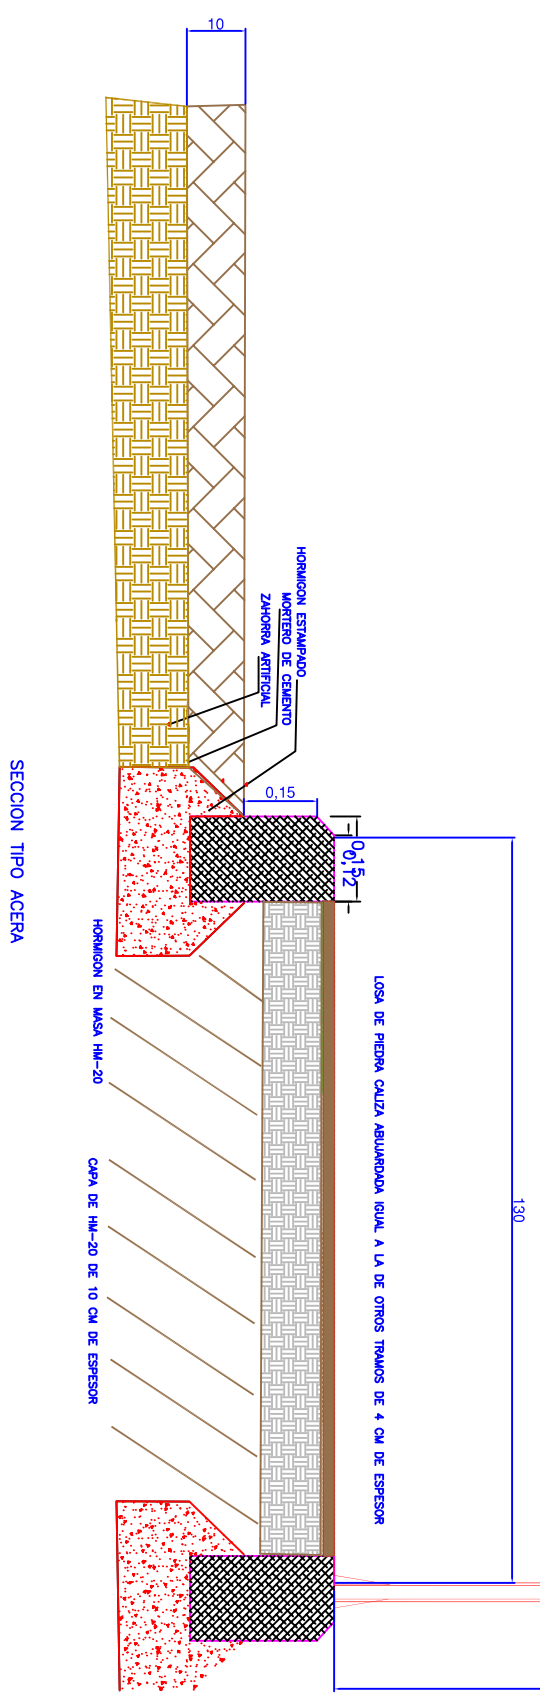 10
HORMIGON ESTAMPADO
MORTERO DE CEMENTO
ZAHORRA ARTIFICIAL
0,15
0,15
0,12
130
LOSA DE PIEDRA CALIZA ABUJARDADA IGUAL A LA DE OTROS TRAMOS DE 4 CM DE ESPESOR
HORMIGON EN MASA HM-20
CAPA DE HM-20 DE 10 CM DE ESPESOR
SECCION TIPO ACERA